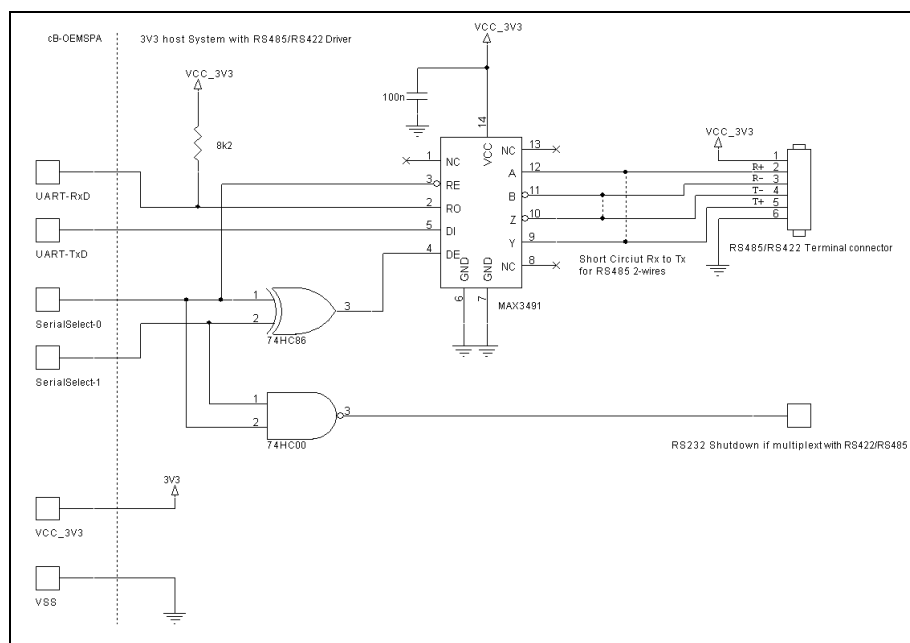 cB-OEMSPA
3V3 host System with RS485/RS422 Driver
VCC_3V3
VCC_3V3
100n
8k2
14
VCC
1
NC
NC
13
3
RE
A
12
VCC_3V3
1
R+
2
UART-RxD
2
RO
B
11
R-
3
T-
4
5
DI
Z
10
T+
5
UART-TxD
4
DE
Y
9
6
NC
8
RS485/RS422 Terminal connector
GND
GND
Short Circiut Rx to Tx
for RS485 2-wires
6
7
MAX3491
1
2
3
SerialSelect-0
74HC86
SerialSelect-1
1
2
3
74HC00
RS232 Shutdown if multiplext with RS422/RS485
3V3
VCC_3V3
VSS